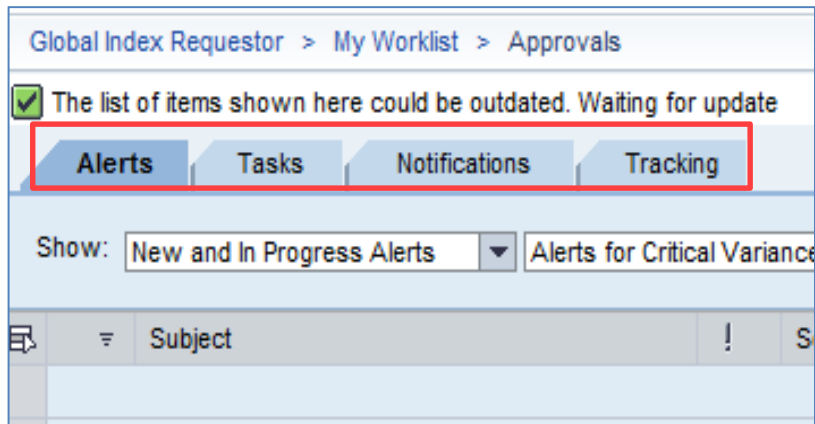 Global Index Requestor > My Worklist > Approvals
The list of items shown here could be outdated. Waiting for update
Alerts Tasks Notifications Tracking
Show: New and In Progress Alerts Alerts for Critical Variance
Subject !